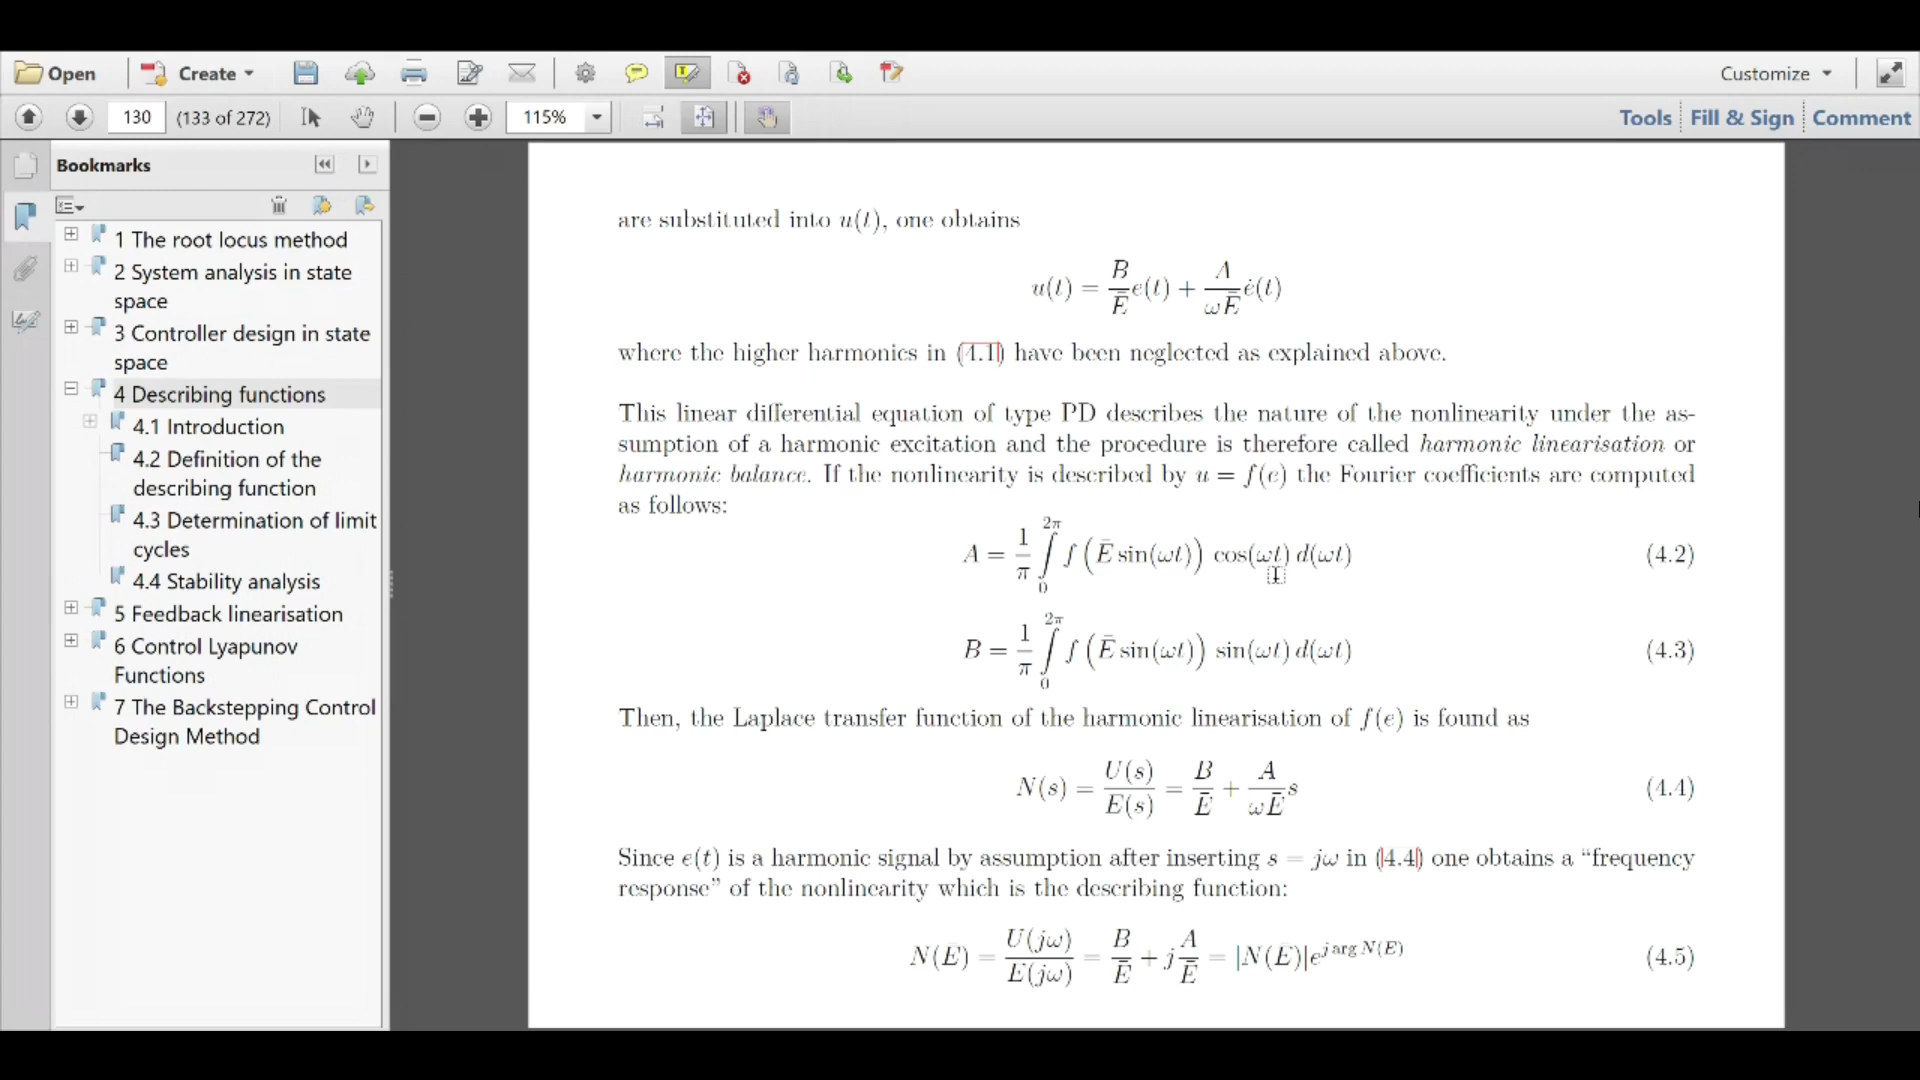 Open Create Customize
130 (133 of 272) 115% Tools Fill & Sign Comment
Bookmarks
1 The root locus method
2 System analysis in state
space
3 Controller design in state
space
4 Describing functions
4.1 Introduction
4.2 Definition of the
describing function
4.3 Determination of limit
cycles
4.4 Stability analysis
5 Feedback linearisation
6 Control Lyapunov
Functions
7 The Backstepping Control
Design Method
are substituted into u(t), one obtains
u(t) = B/Ē e(t) + A/(ωĒ) ė(t)
where the higher harmonics in (4.1) have been neglected as explained above.
This linear differential equation of type PD describes the nature of the nonlinearity under the as-
sumption of a harmonic excitation and the procedure is therefore called harmonic linearisation or
harmonic balance. If the nonlinearity is described by u = f(e) the Fourier coefficients are computed
as follows:
A = 1/π ∫₀^{2π} f(Ē sin(ωt)) cos(ωt) d(ωt) (4.2)
B = 1/π ∫₀^{2π} f(Ē sin(ωt)) sin(ωt) d(ωt) (4.3)
Then, the Laplace transfer function of the harmonic linearisation of f(e) is found as
N(s) = U(s)/E(s) = B/Ē + A/(ωĒ) s (4.4)
Since e(t) is a harmonic signal by assumption after inserting s = jω in (4.4) one obtains a “frequency
response” of the nonlinearity which is the describing function:
N(Ē) = U(jω)/E(jω) = B/Ē + j A/Ē = |N(Ē)|e^{j arg N(Ē)} (4.5)